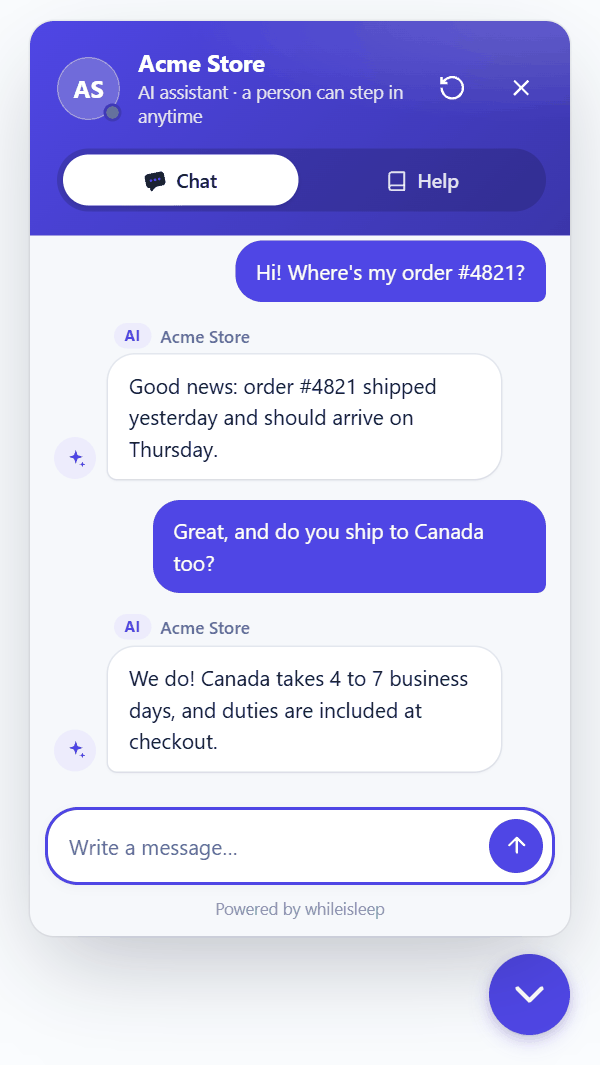 AS
Acme Store
AI assistant · a person can step in
anytime
Chat
Help
Hi! Where's my order #4821?
AI Acme Store
Good news: order #4821 shipped
yesterday and should arrive on
Thursday.
Great, and do you ship to Canada
too?
AI Acme Store
We do! Canada takes 4 to 7 business
days, and duties are included at
checkout.
Write a message...
Powered by whileisleep